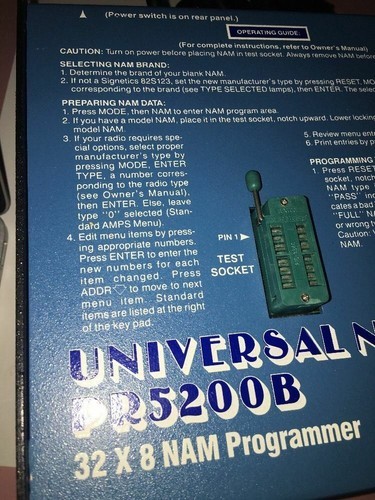 (Power switch is on rear panel.)
OPERATING GUIDE:
(For complete instructions, refer to Owner's Manual)
CAUTION: Turn on power before placing NAM in test socket. Always remove NAM before
SELECTING NAM BRAND:
1. Determine the brand of your blank NAM.
2. If not a Signetics 82S123, set the new manufacturer's type by pressing RESET, MO
corresponding to the brand (see TYPE SELECTED lamps), then ENTER. The selec
PREPARING NAM DATA:
1. Press MODE, then NAM to enter NAM program area.
2. If you have a model NAM, place it in the test socket, notch upward. Lower locking
model NAM.
3. If your radio requires spe-
cial options, select proper
manufacturer's type by
pressing MODE, ENTER
TYPE, a number corres-
ponding to the radio type
(see Owner's Manual),
then ENTER. Else, leave
type "0" selected (Stan-
dard AMPS Menu).
4. Edit menu items by press-
ing appropriate numbers.
Press ENTER to enter the
new numbers for each
item changed. Press
ADDR to move to next
menu item. Standard
items are listed at the right
of the key pad.
5. Review menu entr
6. Print entries by p
PROGRAMMING
1. Press RESET
socket, notch
NAM type
"PASS" indi
cates a bad
"FULL" NA
or wrong ty
Caution:
NAM.
PIN 1
TEST
SOCKET
UNIVERSAL N
PR5200B
32 X 8 NAM Programmer